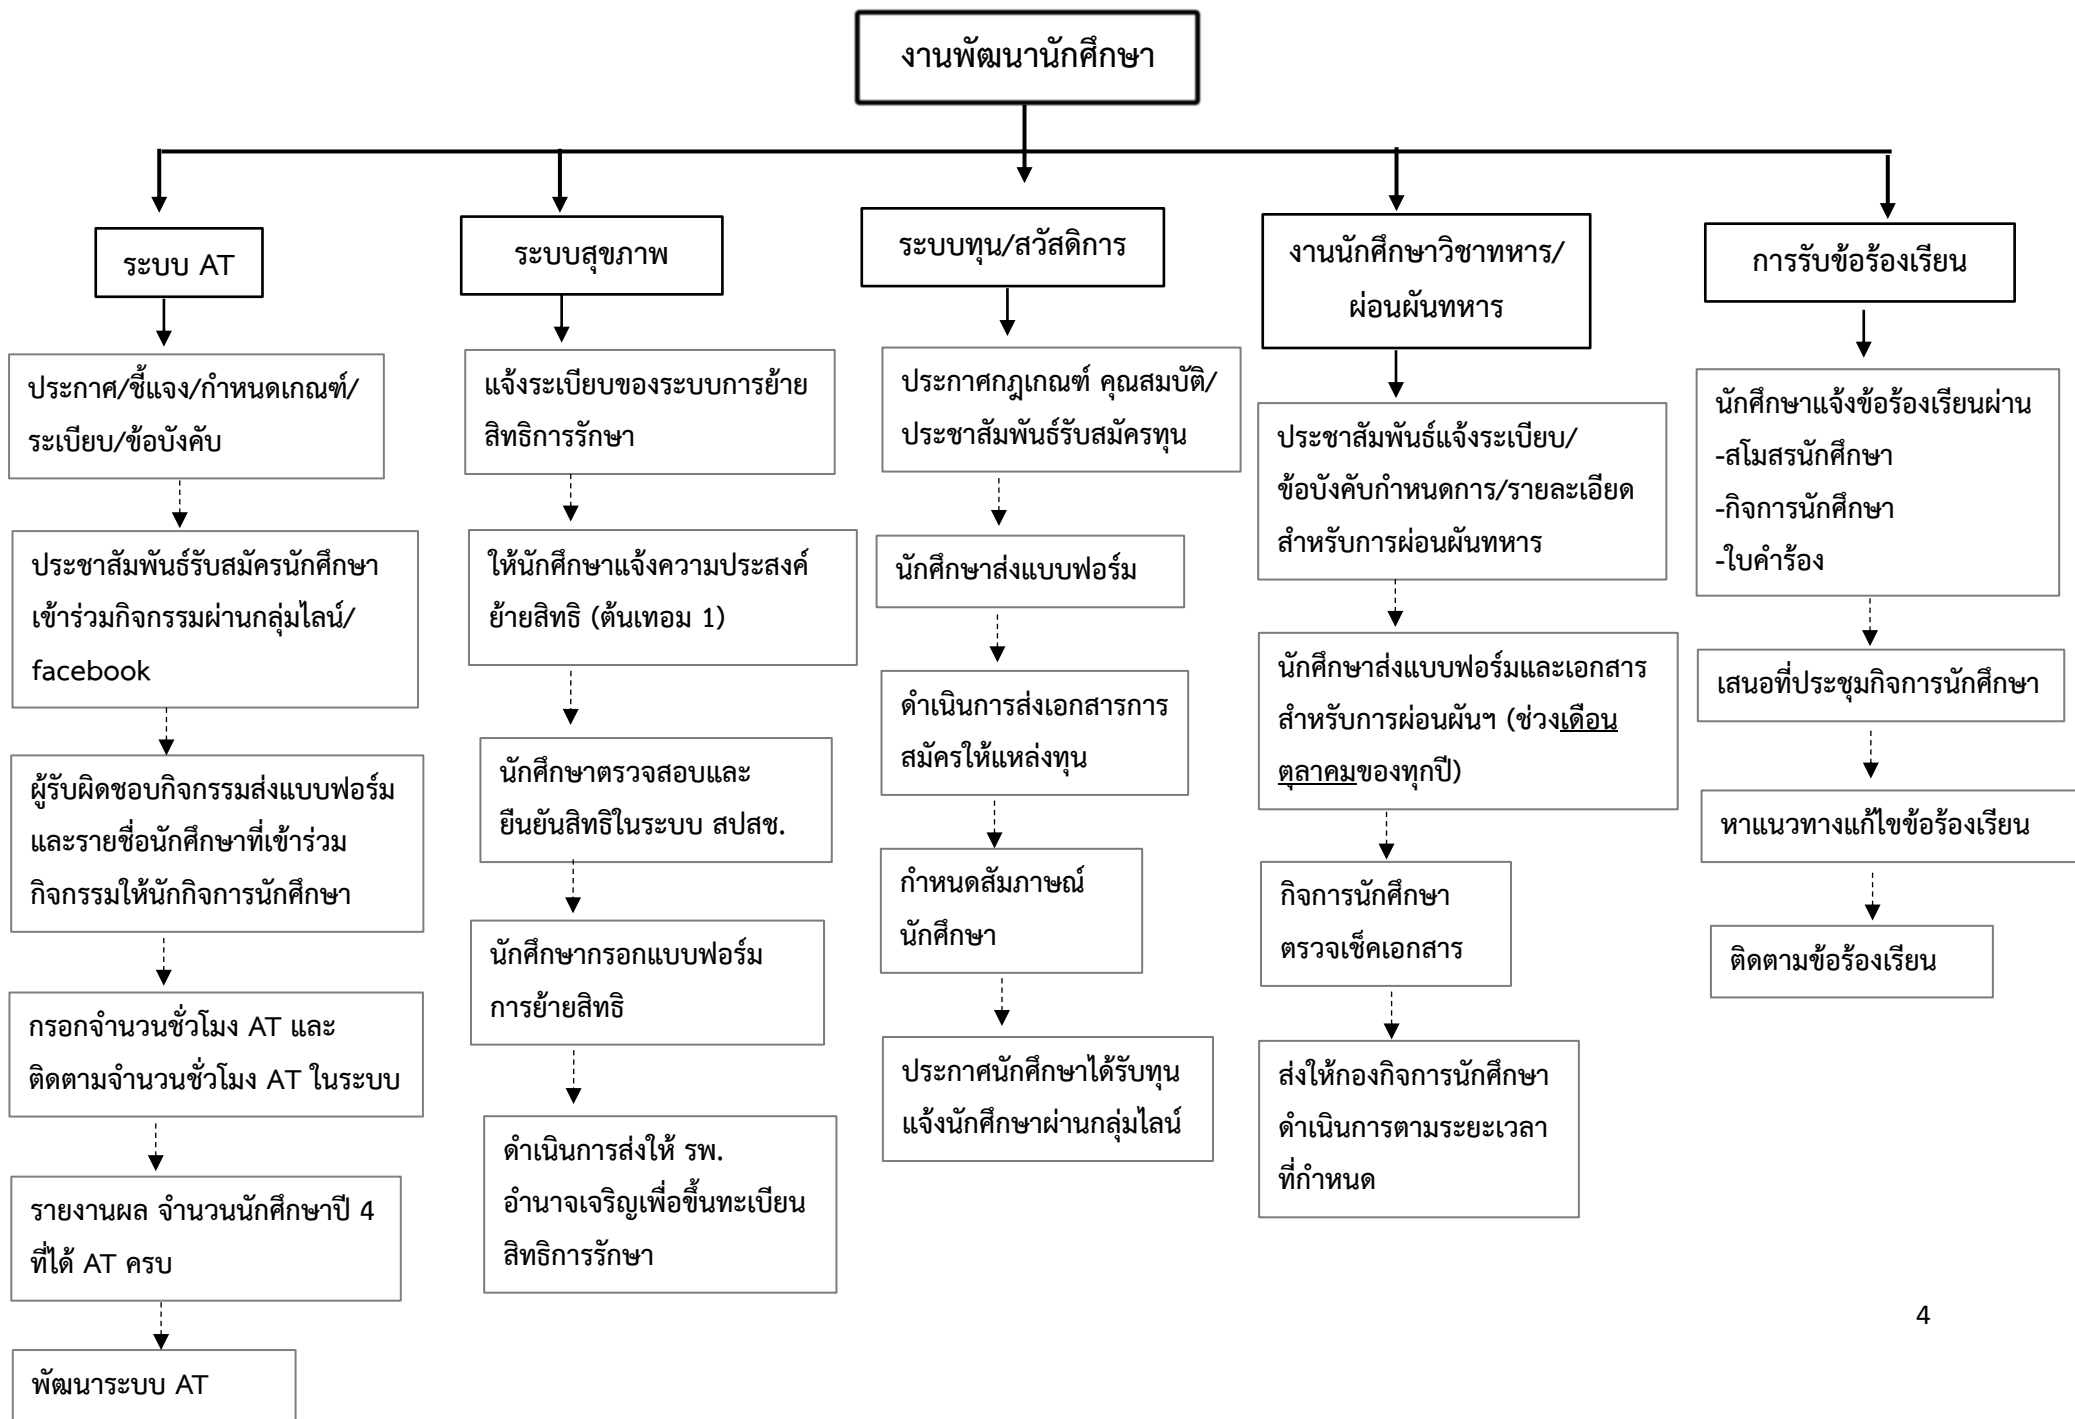 งานพัฒนานักศึกษา
ระบบ AT
ประกาศ/ชี้แจง/กำหนดเกณฑ์/
ระเบียบ/ข้อบังคับ
ประชาสัมพันธ์รับสมัครนักศึกษา
เข้าร่วมกิจกรรมผ่านกลุ่มไลน์/
facebook
ผู้รับผิดชอบกิจกรรมส่งแบบฟอร์ม
และรายชื่อนักศึกษาที่เข้าร่วม
กิจกรรมให้นักกิจการนักศึกษา
กรอกจำนวนชั่วโมง AT และ
ติดตามจำนวนชั่วโมง AT ในระบบ
รายงานผล จำนวนนักศึกษาปี 4
ที่ได้ AT ครบ
พัฒนาระบบ AT
ระบบสุขภาพ
แจ้งระเบียบของระบบการย้าย
สิทธิการรักษา
ให้นักศึกษาแจ้งความประสงค์
ย้ายสิทธิ (ต้นเทอม 1)
นักศึกษาตรวจสอบและ
ยืนยันสิทธิในระบบ สปสช.
นักศึกษากรอกแบบฟอร์ม
การย้ายสิทธิ
ดำเนินการส่งให้ รพ.
อำนาจเจริญเพื่อขึ้นทะเบียน
สิทธิการรักษา
ระบบทุน/สวัสดิการ
ประกาศกฎเกณฑ์ คุณสมบัติ/
ประชาสัมพันธ์รับสมัครทุน
นักศึกษาส่งแบบฟอร์ม
ดำเนินการส่งเอกสารการ
สมัครให้แหล่งทุน
กำหนดสัมภาษณ์
นักศึกษา
ประกาศนักศึกษาได้รับทุน
แจ้งนักศึกษาผ่านกลุ่มไลน์
งานนักศึกษาวิชาทหาร/
ผ่อนผันทหาร
ประชาสัมพันธ์แจ้งระเบียบ/
ข้อบังคับกำหนดการ/รายละเอียด
สำหรับการผ่อนผันทหาร
นักศึกษาส่งแบบฟอร์มและเอกสาร
สำหรับการผ่อนผันฯ (ช่วงเดือน
ตุลาคมของทุกปี)
กิจการนักศึกษา
ตรวจเช็คเอกสาร
ส่งให้กองกิจการนักศึกษา
ดำเนินการตามระยะเวลา
ที่กำหนด
การรับข้อร้องเรียน
นักศึกษาแจ้งข้อร้องเรียนผ่าน
-สโมสรนักศึกษา
-กิจการนักศึกษา
-ใบคำร้อง
เสนอที่ประชุมกิจการนักศึกษา
หาแนวทางแก้ไขข้อร้องเรียน
ติดตามข้อร้องเรียน
4